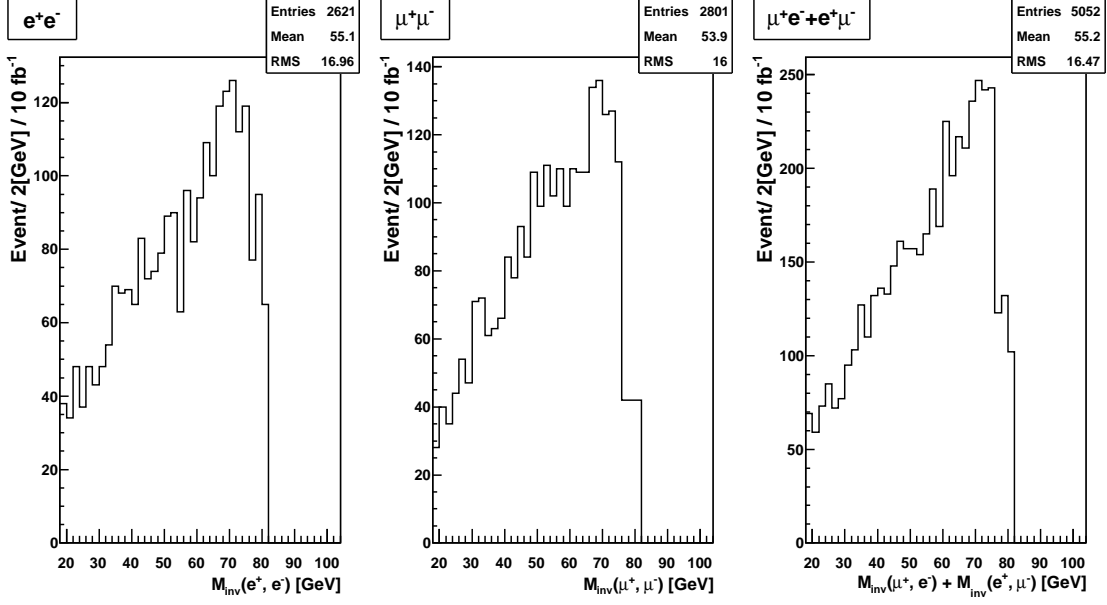 e⁺e⁻
Entries 2621
Mean 55.1
RMS 16.96
Event/ 2[GeV] / 10 fb⁻¹
0
20
40
60
80
100
120
20 30 40 50 60 70 80 90 100
M_inv(e⁺, e⁻) [GeV]
μ⁺μ⁻
Entries 2801
Mean 53.9
RMS 16
Event/ 2[GeV] / 10 fb⁻¹
0
20
40
60
80
100
120
140
20 30 40 50 60 70 80 90 100
M_inv(μ⁺, μ⁻) [GeV]
μ⁺e⁻+e⁺μ⁻
Entries 5052
Mean 55.2
RMS 16.47
Event/ 2[GeV] / 10 fb⁻¹
0
50
100
150
200
250
20 30 40 50 60 70 80 90 100
M_inv(μ⁺, e⁻) + M_inv(e⁺, μ⁻) [GeV]